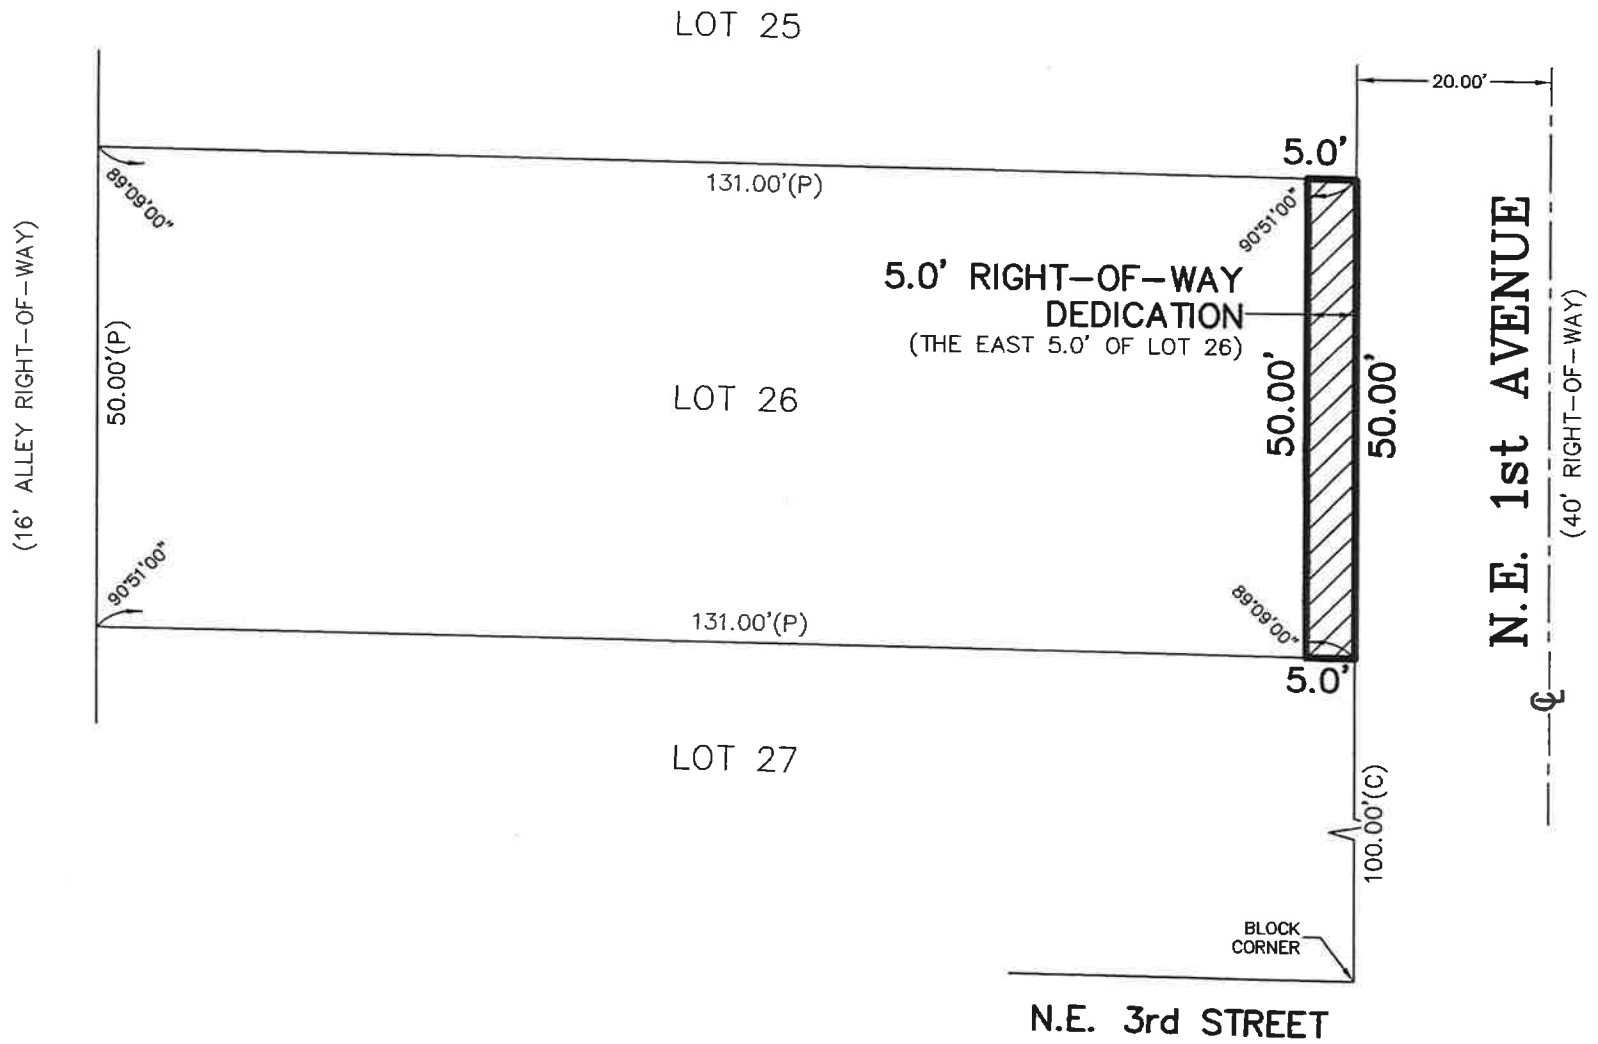 LOT 25
20.00'
5.0'
131.00'(P)
89°09'00"
90°51'00"
5.0' RIGHT-OF-WAY
DEDICATION
(THE EAST 5.0' OF LOT 26)
(16' ALLEY RIGHT-OF-WAY)
50.00'(P)
LOT 26
50.00'
50.00'
N.E. 1st AVENUE
(40' RIGHT-OF-WAY)
90°51'00"
131.00'(P)
89°09'00"
5.0'
LOT 27
100.00'(C)
BLOCK
CORNER
N.E. 3rd STREET